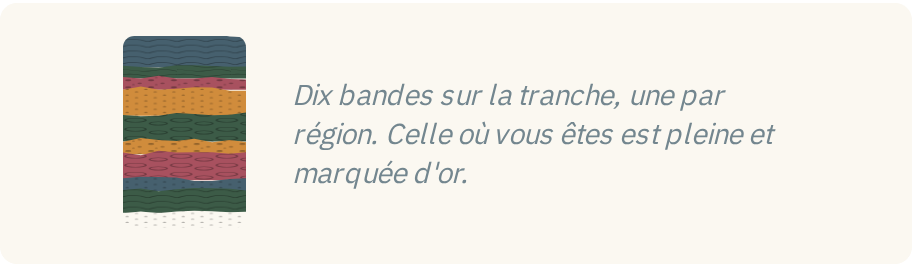 Dix bandes sur la tranche, une par
région. Celle où vous êtes est pleine et
marquée d'or.